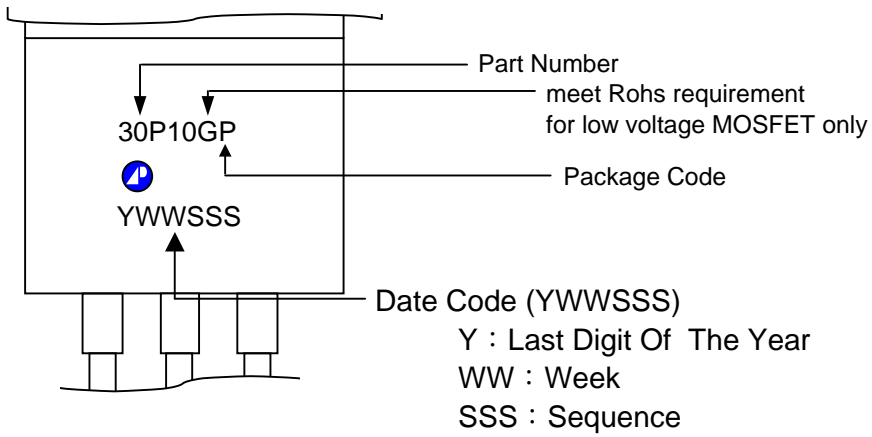 Part Number
meet Rohs requirement
for low voltage MOSFET only
30P10GP
Package Code
YWWSSS
Date Code (YWWSSS)
Y：Last Digit Of The Year
WW：Week
SSS：Sequence